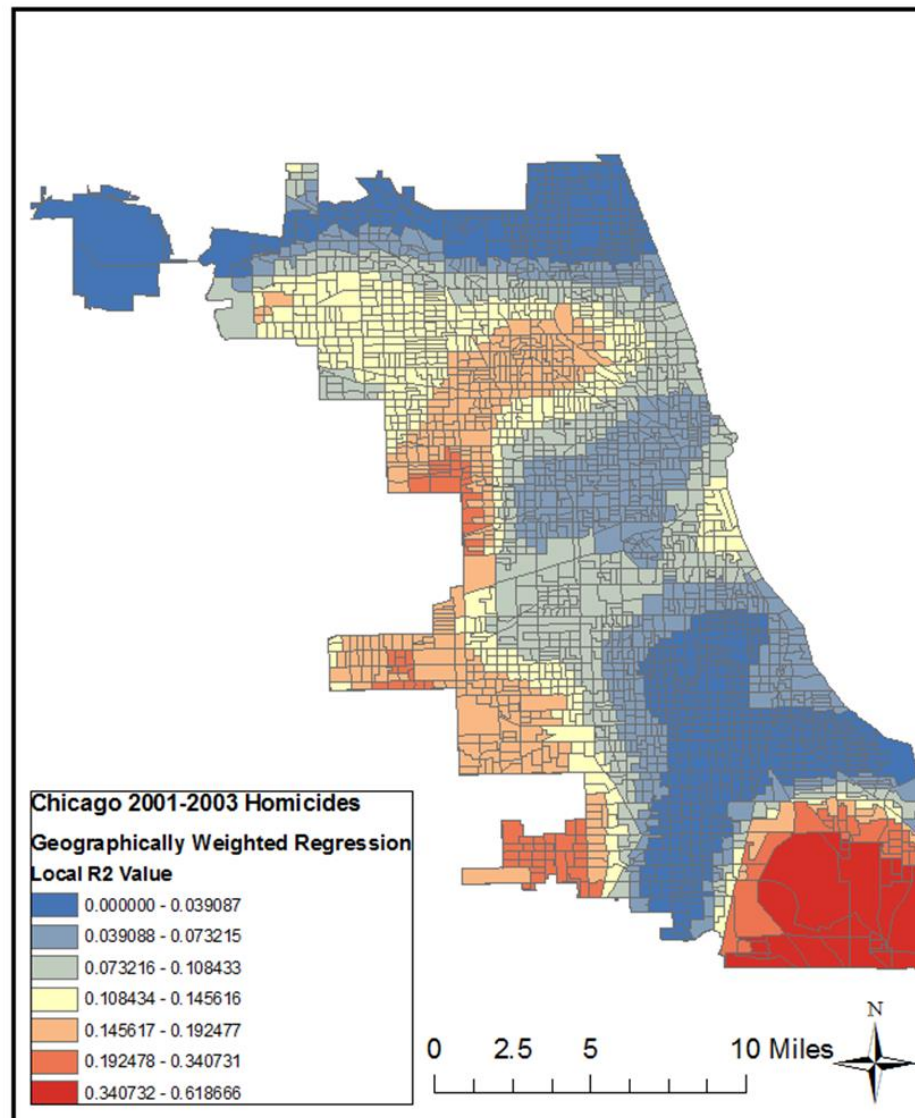 Chicago 2001-2003 Homicides
Geographically Weighted Regression
Local R2 Value
0.000000 - 0.039087
0.039088 - 0.073215
0.073216 - 0.108433
0.108434 - 0.145616
0.145617 - 0.192477
0.192478 - 0.340731
0.340732 - 0.618666
0 2.5 5 10 Miles
N